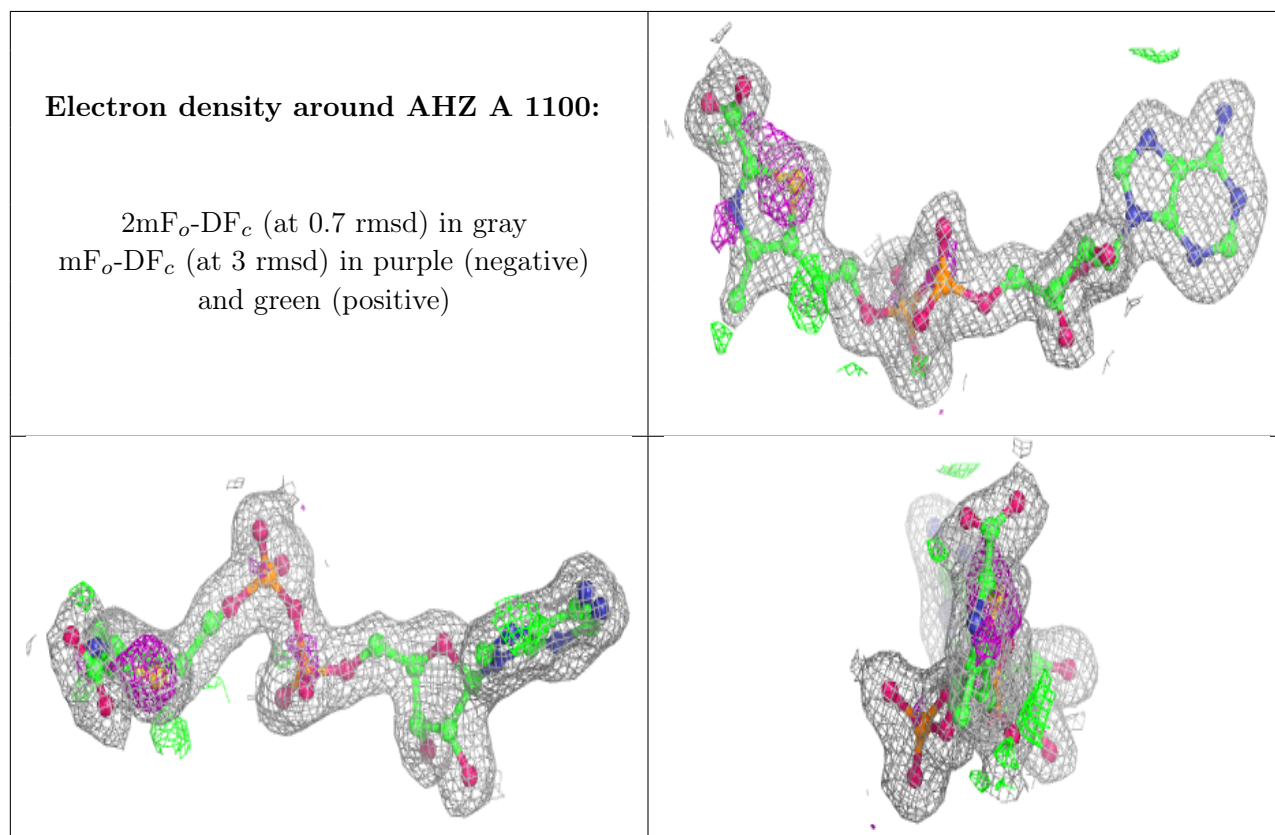 Electron density around AHZ A 1100:
2mFₒ-DF𝒸 (at 0.7 rmsd) in gray
mFₒ-DF𝒸 (at 3 rmsd) in purple (negative)
and green (positive)